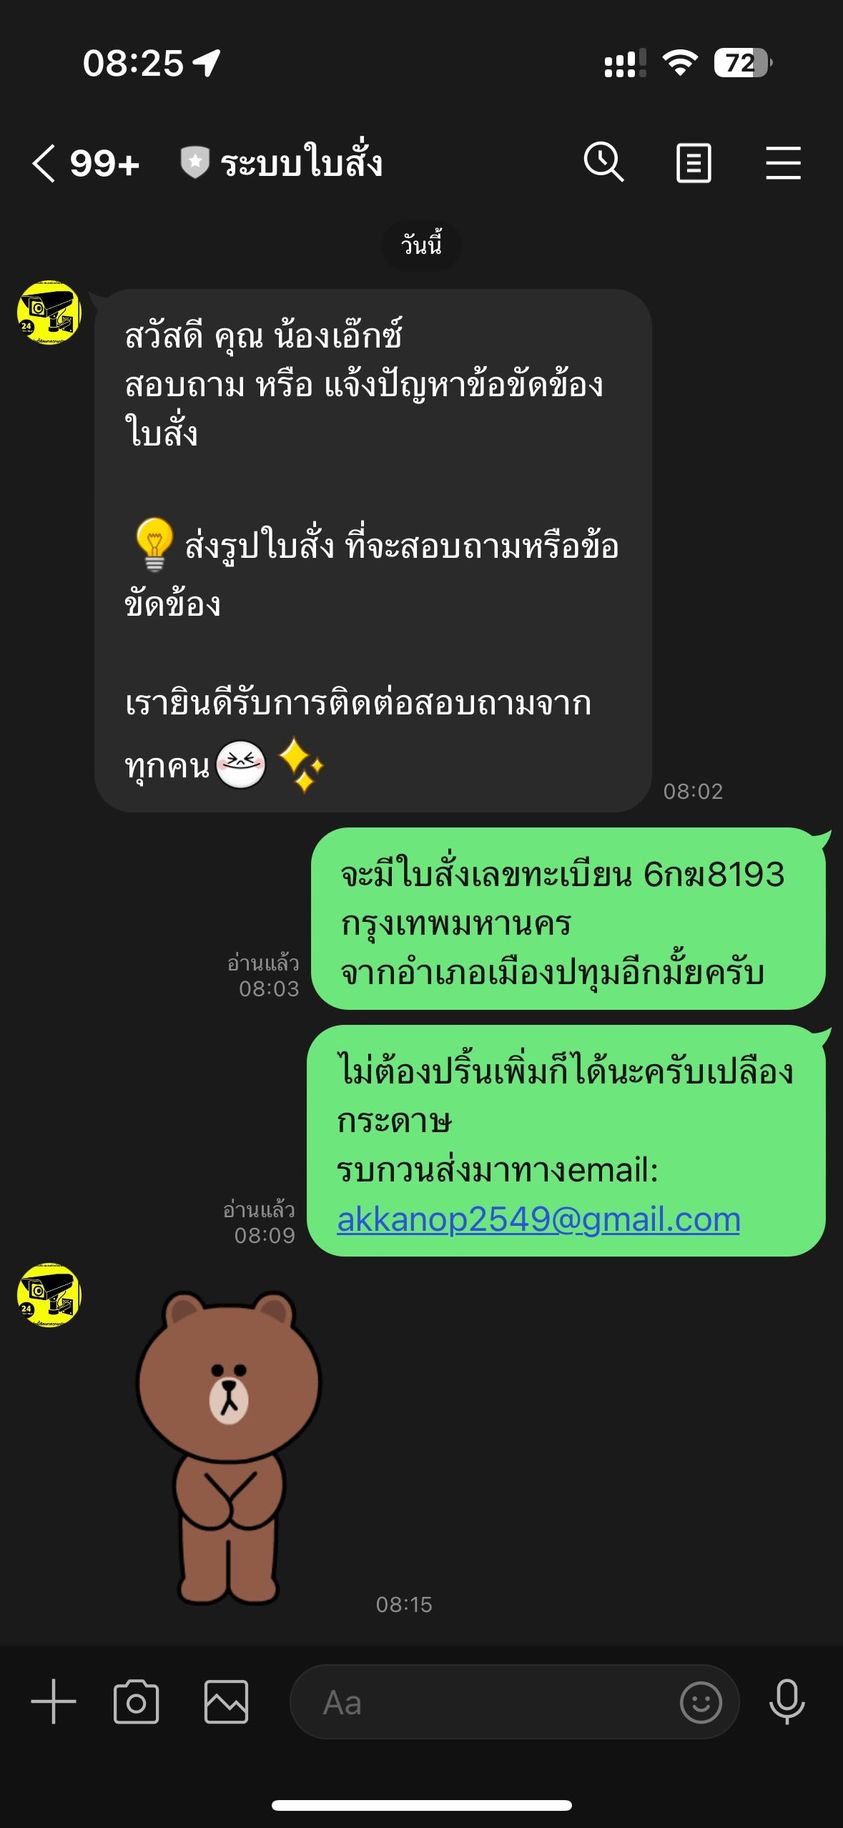 08:25
72
99+
ระบบใบสั่ง
วันนี้
สวัสดี คุณ น้องเอ๊กซ์
สอบถาม หรือ แจ้งปัญหาข้อขัดข้อง
ใบสั่ง
ส่งรูปใบสั่ง ที่จะสอบถามหรือข้อ
ขัดข้อง
เรายินดีรับการติดต่อสอบถามจาก
ทุกคน
08:02
จะมีใบสั่งเลขทะเบียน 6กฆ8193
กรุงเทพมหานคร
จากอำเภอเมืองปทุมอีกมั้ยครับ
อ่านแล้ว
08:03
ไม่ต้องปริ้นเพิ่มก็ได้นะครับเปลือง
กระดาษ
รบกวนส่งมาทางemail:
akkanop2549@gmail.com
อ่านแล้ว
08:09
24
08:15
Aa